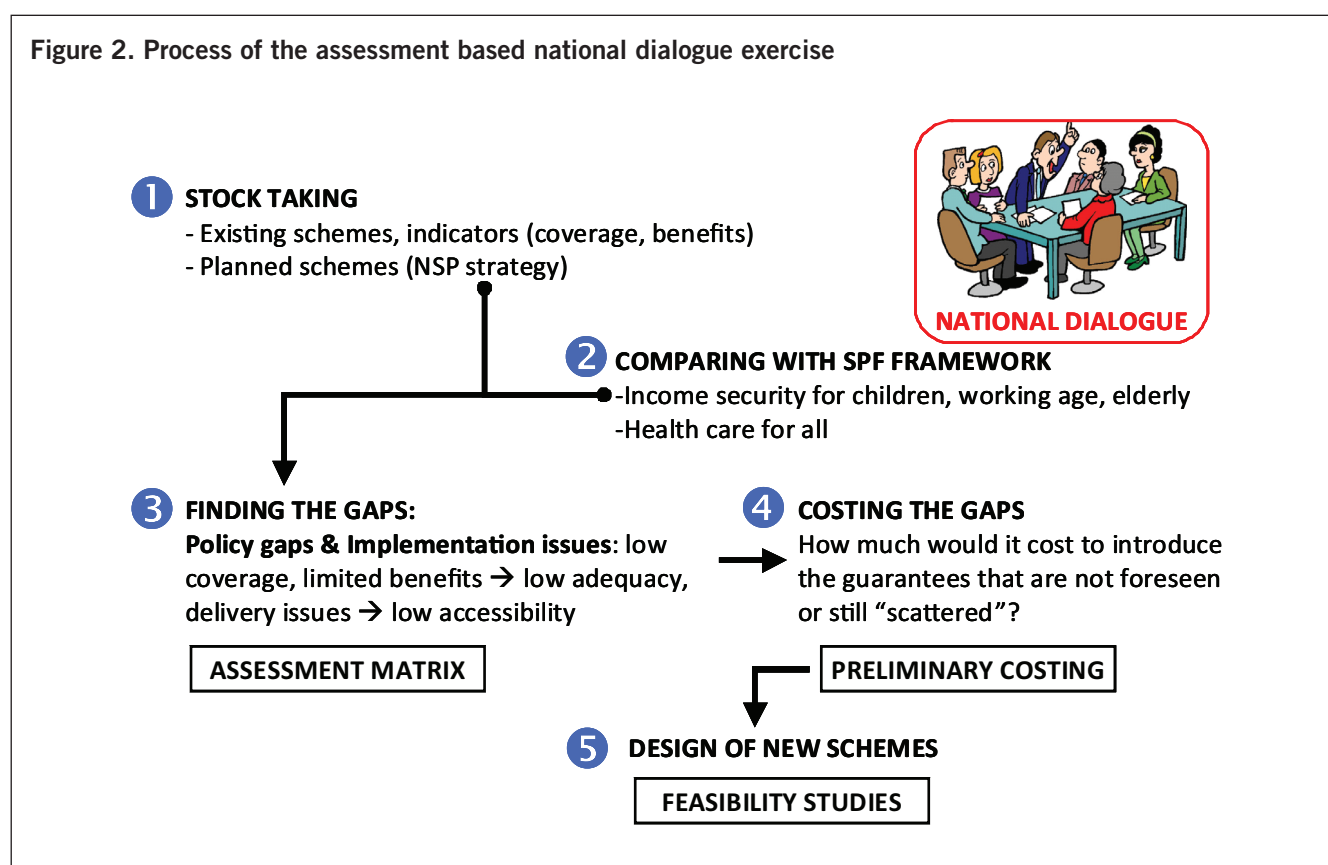 Figure 2. Process of the assessment based national dialogue exercise
NATIONAL DIALOGUE
1 STOCK TAKING
- Existing schemes, indicators (coverage, benefits)
- Planned schemes (NSP strategy)
2 COMPARING WITH SPF FRAMEWORK
-Income security for children, working age, elderly
-Health care for all
3 FINDING THE GAPS:
Policy gaps & Implementation issues: low
coverage, limited benefits → low adequacy,
delivery issues → low accessibility
ASSESSMENT MATRIX
4 COSTING THE GAPS
How much would it cost to introduce
the guarantees that are not foreseen
or still “scattered”?
PRELIMINARY COSTING
5 DESIGN OF NEW SCHEMES
FEASIBILITY STUDIES